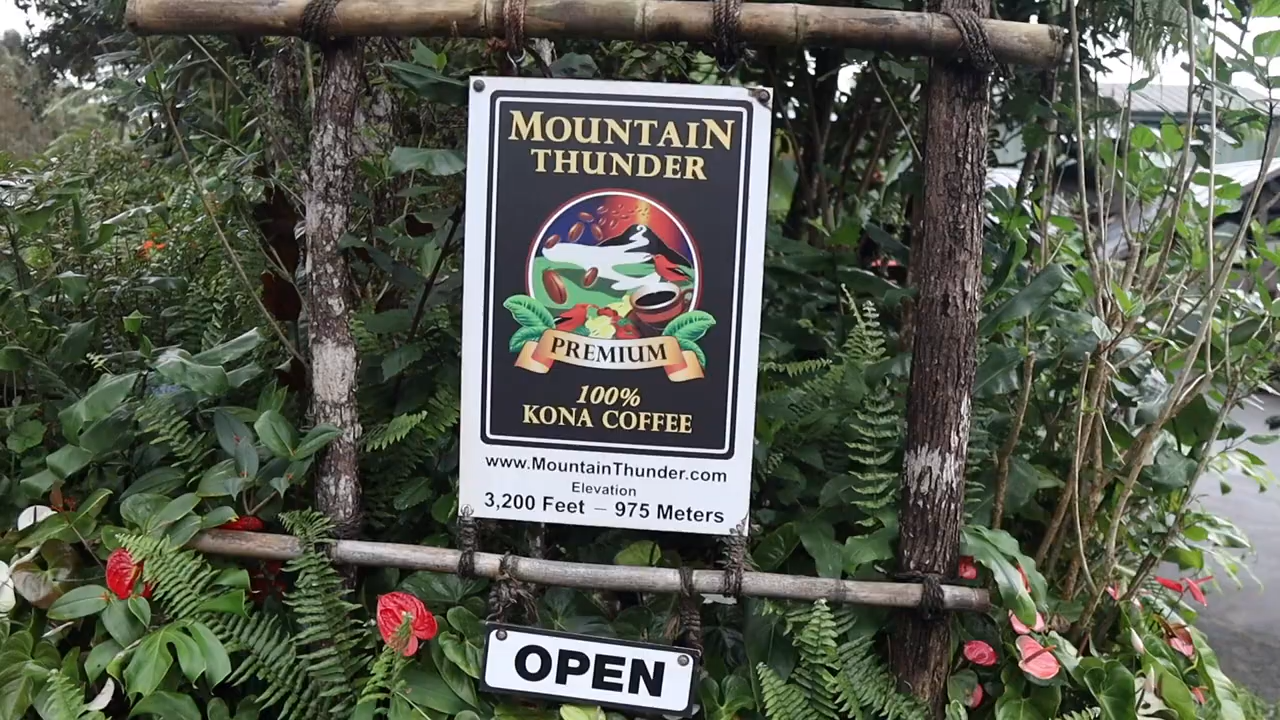 MOUNTAIN
THUNDER
PREMIUM
100%
KONA COFFEE
www.MountainThunder.com
Elevation
3,200 Feet – 975 Meters
OPEN